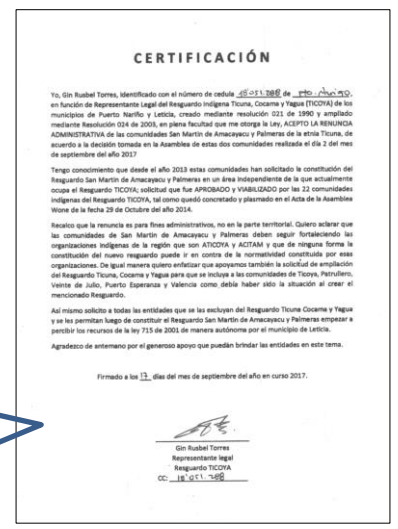 CERTIFICACIÓN
Yo, Gin Rusbel Torres, identificado con el número de cedula 15'051.288 de Pto. Nariño,
en función de Representante Legal del Resguardo Indígena Ticuna, Cocama y Yagua (TICOYA) de los
municipios de Puerto Nariño y Leticia, creado mediante resolución 021 de 1990 y ampliado
mediante Resolución 024 de 2003, en plena facultad que me otorga la Ley, ACEPTO LA RENUNCIA
ADMINISTRATIVA de las comunidades San Martin de Amacayacu y Palmeras de la etnia Ticuna, de
acuerdo a la decisión tomada en la Asamblea de estas dos comunidades realizada el día 2 del mes
de septiembre del año 2017
Tengo conocimiento que desde el año 2013 estas comunidades han solicitado la constitución del
Resguardo San Martin de Amacayacu y Palmeras en un área independiente de la que actualmente
ocupa el Resguardo TICOYA; solicitud que fue APROBADO y VIABILIZADO por las 22 comunidades
indígenas del Resguardo TICOYA, tal como quedó concretado y plasmado en el Acta de la Asamblea
Wone de la fecha 29 de Octubre del año 2014.
Recalco que la renuncia es para fines administrativos, no en la parte territorial. Quiero aclarar que
las comunidades de San Martin de Amacayacu y Palmeras deben seguir fortaleciendo las
organizaciones indígenas de la región que son ATICOYA y ACITAM y que de ninguna forma la
constitución del nuevo resguardo puede ir en contra de la normatividad constituida por esas
organizaciones. De igual manera quiero enfatizar que apoyamos también la solicitud de ampliación
del Resguardo Ticuna, Cocama y Yagua para que se incluya a las comunidades de Ticoya, Patrullero,
Veinte de Julio, Puerto Esperanza y Valencia como debía haber sido la situación al crear el
mencionado Resguardo.
Así mismo solicito a todas las entidades que se las excluyan del Resguardo Ticuna Cocama y Yagua
y se les permitan luego de constituir el Resguardo San Martin de Amacayacu y Palmeras empezar a
percibir los recursos de la ley 715 de 2001 de manera autónoma por el municipio de Leticia.
Agradezco de antemano por el generoso apoyo que puedan brindar las entidades en este tema.
Firmado a los 17 días del mes de septiembre del año en curso 2017.
Gin Rusbel Torres
Representante legal
Resguardo TICOYA
CC: 15'051.288